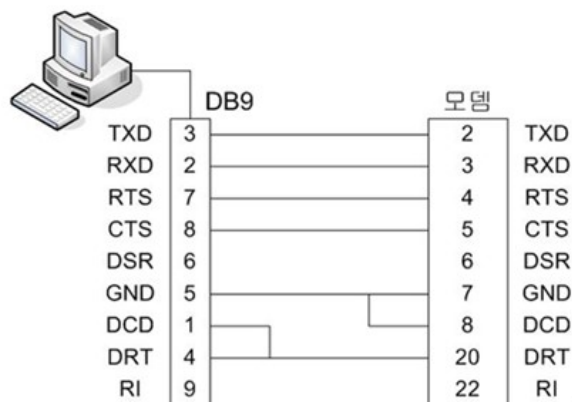 DB9 모뎀
TXD 3 2 TXD
RXD 2 3 RXD
RTS 7 4 RTS
CTS 8 5 CTS
DSR 6 6 DSR
GND 5 7 GND
DCD 1 8 DCD
DRT 4 20 DRT
RI 9 22 RI